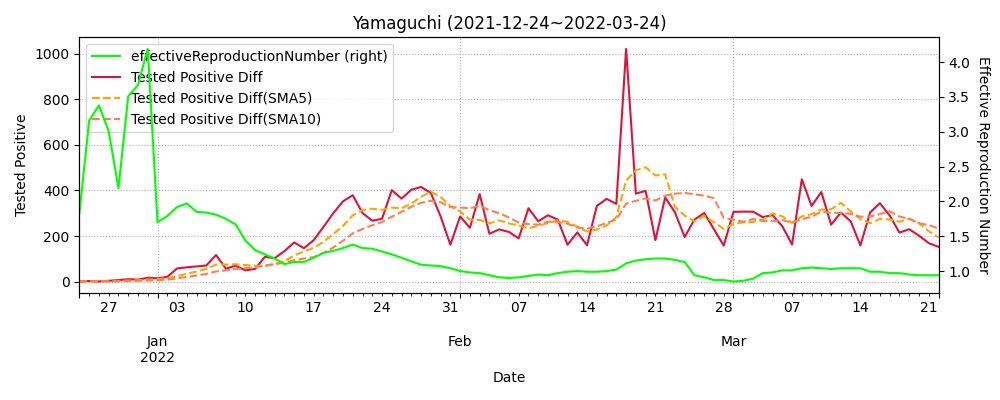 Yamaguchi (2021-12-24~2022-03-24)
effectiveReproductionNumber (right)
Tested Positive Diff
Tested Positive Diff(SMA5)
Tested Positive Diff(SMA10)
Tested Positive
1000
800
600
400
200
0
4.0
3.5
3.0
2.5
2.0
1.5
1.0
Effective Reproduction Number
27 03 10 17 24 31 07 14 21 28 07 14 21
Jan Feb Mar
2022
Date